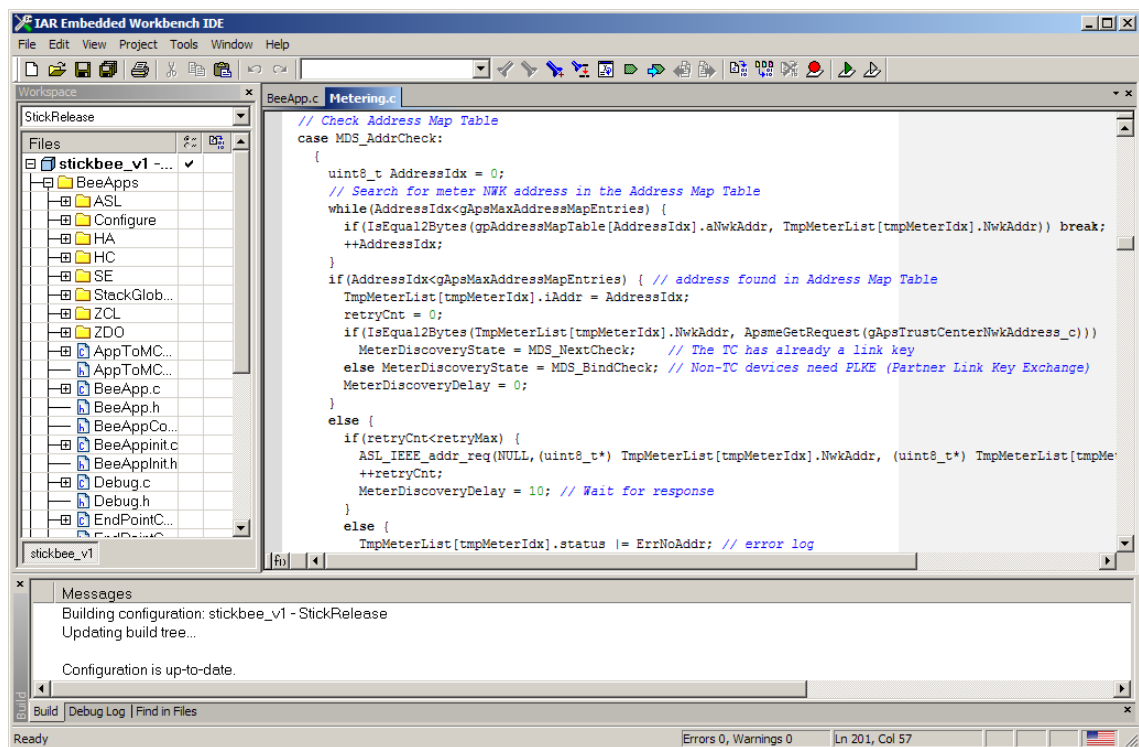 IAR Embedded Workbench IDE
File Edit View Project Tools Window Help
Workspace
StickRelease
Files
stickbee_v1 -...
BeeApps
ASL
Configure
HA
HC
SE
StackGlob...
ZCL
ZDO
AppToMC...
AppToMC...
BeeApp.c
BeeApp.h
BeeAppCo...
BeeAppinit.c
BeeAppInit.h
Debug.c
Debug.h
EndPointC...
EndPointC...
stickbee_v1
BeeApp.c Metering.c
// Check Address Map Table
case MDS_AddrCheck:
{
uint8_t AddressIdx = 0;
// Search for meter NWK address in the Address Map Table
while(AddressIdx<gApsMaxAddressMapEntries) {
if(IsEqual2Bytes(gpAddressMapTable[AddressIdx].aNwkAddr, TmpMeterList[tmpMeterIdx].NwkAddr)) break;
++AddressIdx;
}
if(AddressIdx<gApsMaxAddressMapEntries) { // address found in Address Map Table
TmpMeterList[tmpMeterIdx].iAddr = AddressIdx;
retryCnt = 0;
if(IsEqual2Bytes(TmpMeterList[tmpMeterIdx].NwkAddr, ApsmeGetRequest(gApsTrustCenterNwkAddress_c)))
MeterDiscoveryState = MDS_NextCheck; // The TC has already a link key
else MeterDiscoveryState = MDS_BindCheck; // Non-TC devices need PLKE (Partner Link Key Exchange)
MeterDiscoveryDelay = 0;
}
else {
if(retryCnt<retryMax) {
ASL_IEEE_addr_req(NULL,(uint8_t*) TmpMeterList[tmpMeterIdx].NwkAddr, (uint8_t*) TmpMeterList[tmpMe
++retryCnt;
MeterDiscoveryDelay = 10; // Wait for response
}
else {
TmpMeterList[tmpMeterIdx].status |= ErrNoAddr; // error log
f()
Messages
Building configuration: stickbee_v1 - StickRelease
Updating build tree...
Configuration is up-to-date.
Build
Build Debug Log Find in Files
Ready Errors 0, Warnings 0 Ln 201, Col 57